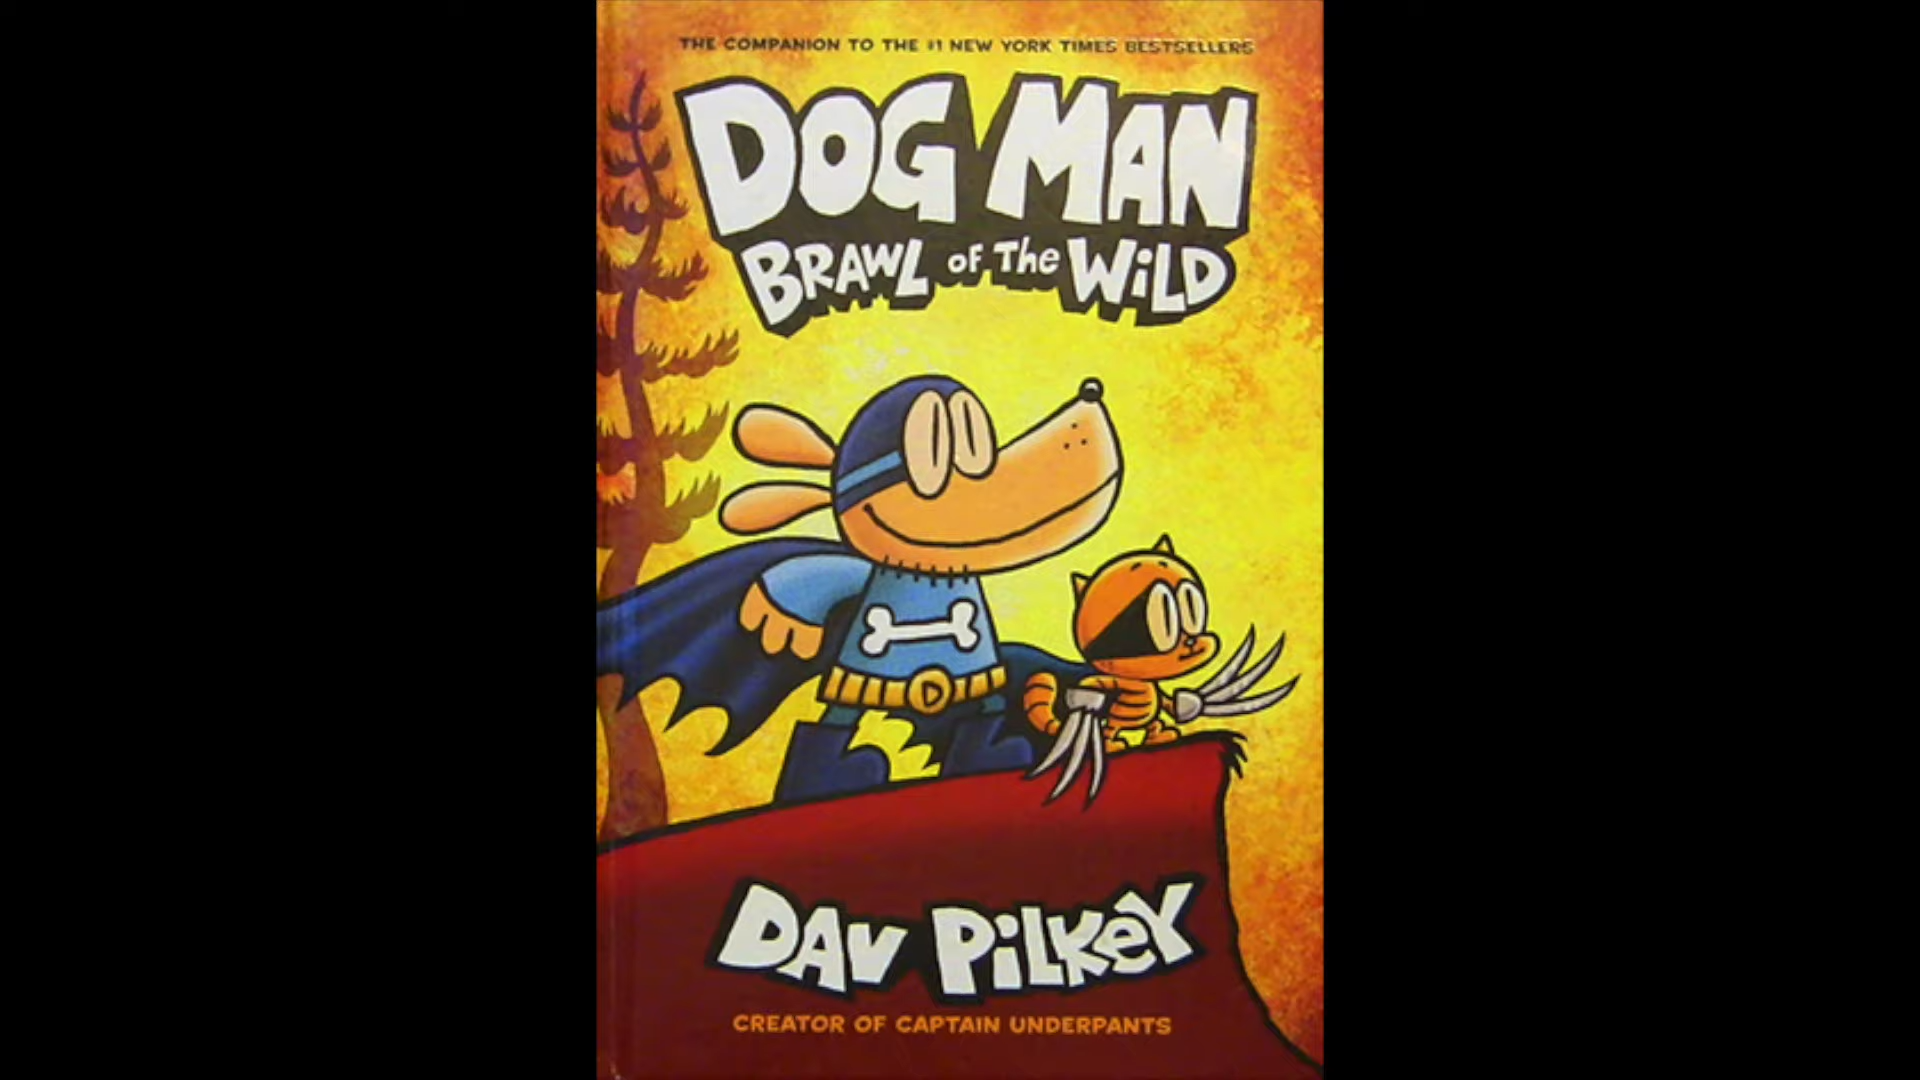 THE COMPANION TO THE #1 NEW YORK TIMES BESTSELLERS
DOG MAN
BRAWL OF THE WiLD
D
DAV PiLKeY
CREATOR OF CAPTAIN UNDERPANTS